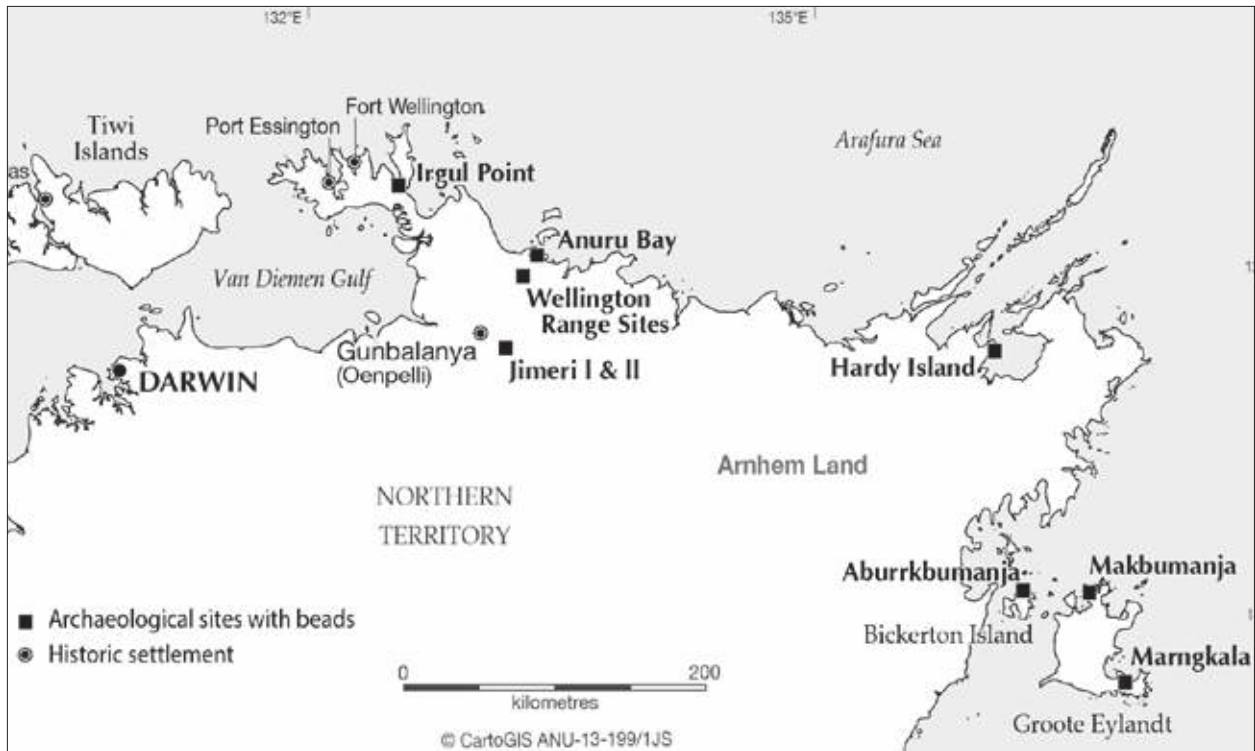 132°E
135°E
Fort Wellington
Port Essington
Tiwi
Islands
Arafura Sea
as
Irgul Point
Anuru Bay
Van Diemen Gulf
Wellington
Range Sites
Gunbalanya
(Oenpelli)
Jimeri I & II
Hardy Island
DARWIN
Arnhem Land
NORTHERN
TERRITORY
Aburrkbumanja
Makbumanja
Archaeological sites with beads
Bickerton Island
Historic settlement
Marngkala
0
200
kilometres
Groote Eylandt
© CartoGIS ANU-13-199/1JS